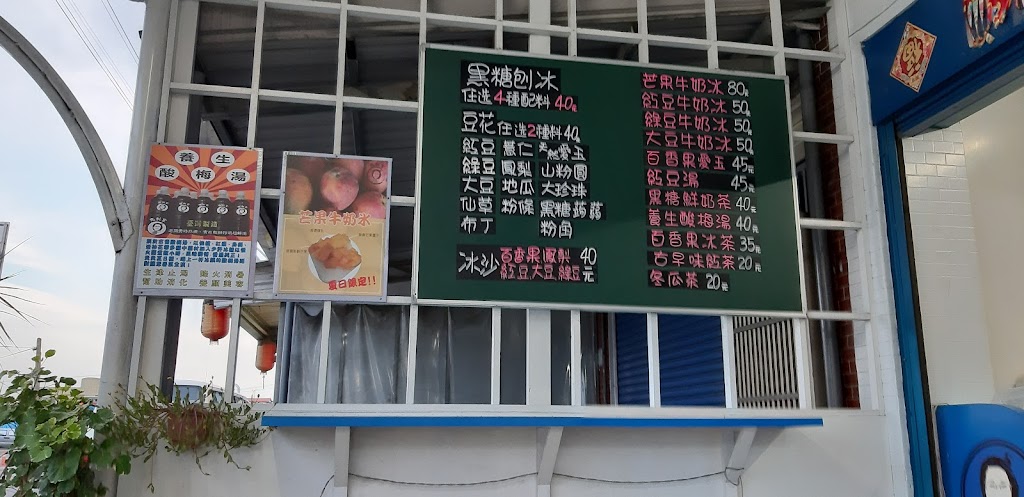 養生
酸梅湯
芒果牛奶冰
夏日限定!!
黑糖刨冰
任选4種配料 40元
豆花任选2種料40元
紅豆 薏仁 天然愛玉
綠豆 鳳梨 山粉圓
大豆 地瓜 大珍珠
仙草 粉條 黑糖蒟蒻
布丁 粉角
冰沙 百香果 鳳梨 40
紅豆 大豆 綠豆 元
芒果牛奶冰 80元
紅豆牛奶冰 50元
綠豆牛奶冰 50元
大豆牛奶冰 50元
百香果愛玉 45元
紅豆湯 45元
黑糖鮮奶茶 40元
養生酸梅湯 40元
百香果冰茶 35元
古早味紅茶 20元
冬瓜茶 20元